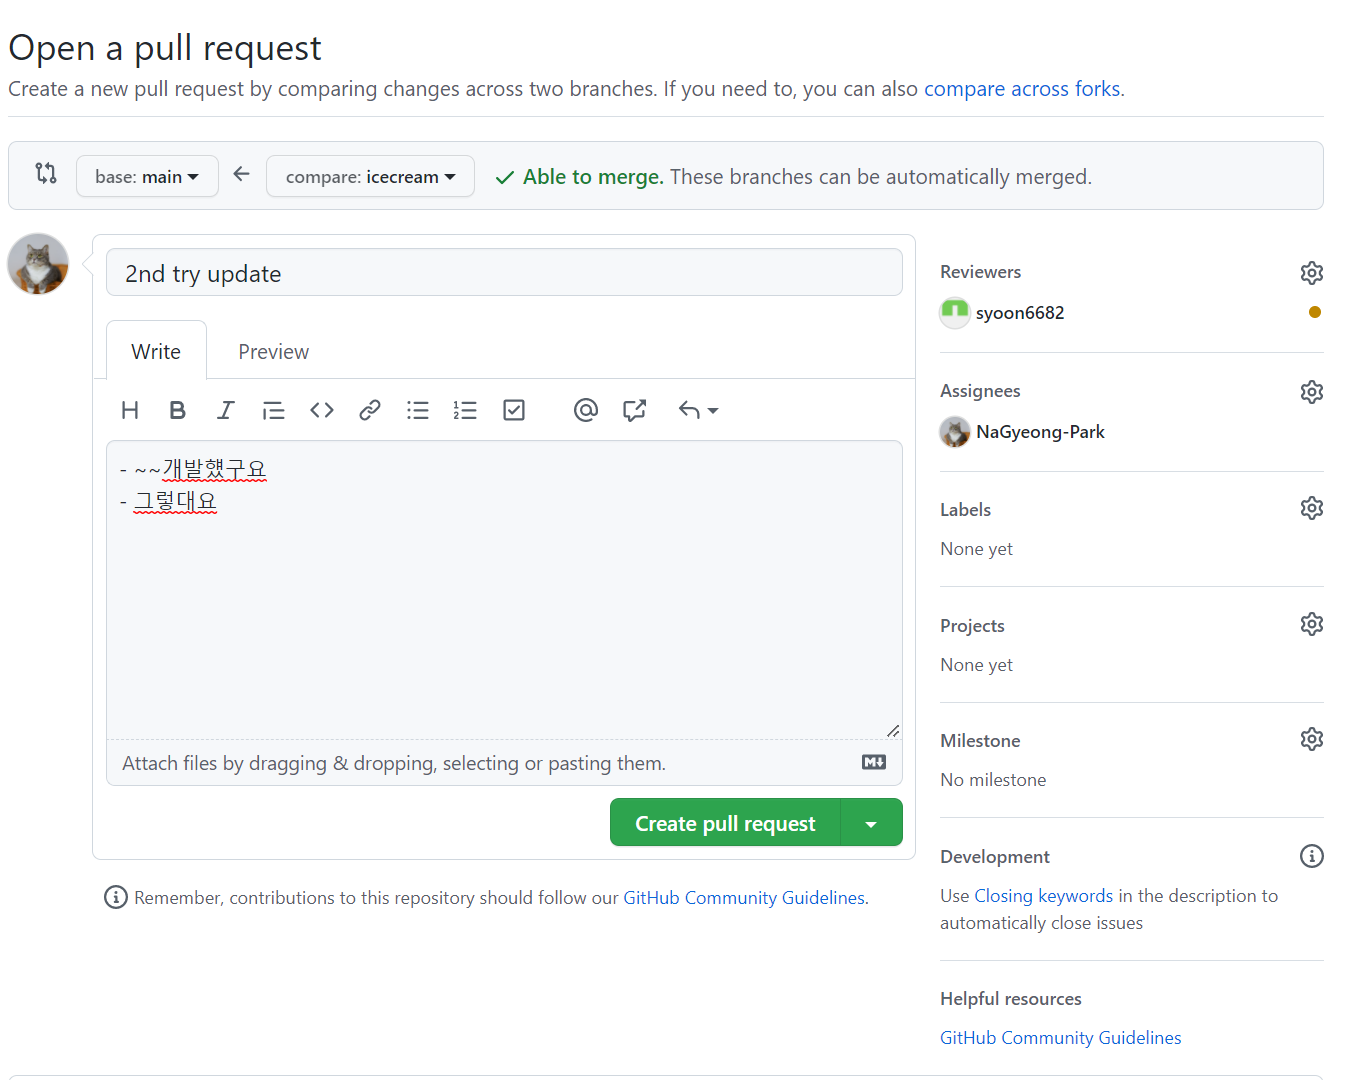 Open a pull request
Create a new pull request by comparing changes across two branches. If you need to, you can also compare across forks.
base: main
compare: icecream
Able to merge. These branches can be automatically merged.
2nd try update
Write
Preview
- ~~개발했구요
- 그렇대요
Attach files by dragging & dropping, selecting or pasting them.
Create pull request
Remember, contributions to this repository should follow our GitHub Community Guidelines.
Reviewers
syoon6682
Assignees
NaGyeong-Park
Labels
None yet
Projects
None yet
Milestone
No milestone
Development
Use Closing keywords in the description to
automatically close issues
Helpful resources
GitHub Community Guidelines